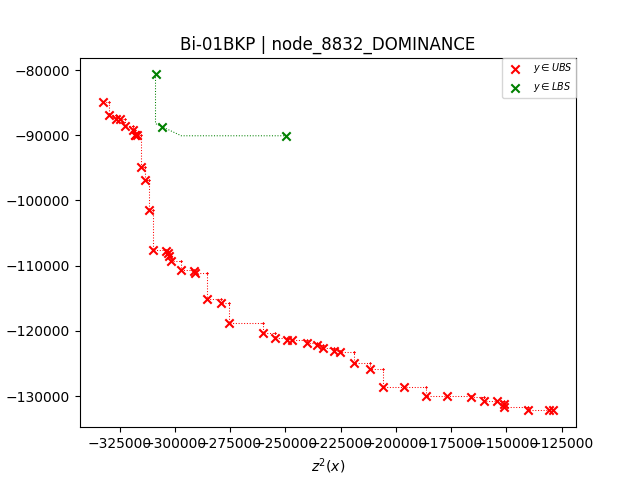 Bi-01BKP | node_8832_DOMINANCE
y ∈ UBS
y ∈ LBS
−80000
−90000
−100000
−110000
−120000
−130000
−325000−300000−275000−250000−225000−200000−175000−150000−125000
z²(x)